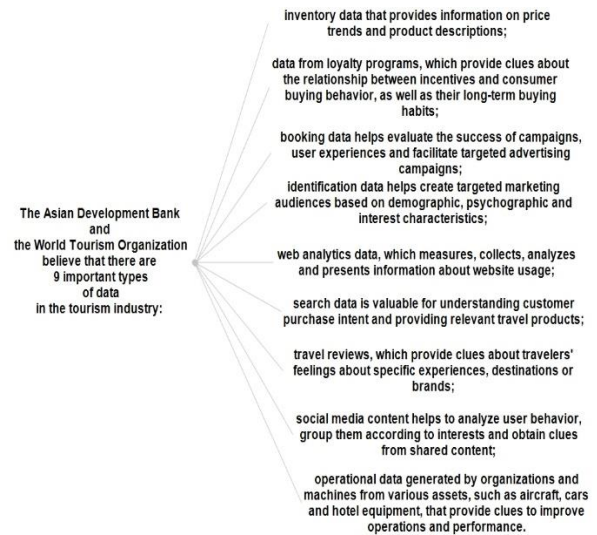 The Asian Development Bank
and
the World Tourism Organization
believe that there are
9 important types
of data
in the tourism industry:
inventory data that provides information on price
trends and product descriptions;
data from loyalty programs, which provide clues about
the relationship between incentives and consumer
buying behavior, as well as their long-term buying
habits;
booking data helps evaluate the success of campaigns,
user experiences and facilitate targeted advertising
campaigns;
identification data helps create targeted marketing
audiences based on demographic, psychographic and
interest characteristics;
web analytics data, which measures, collects, analyzes
and presents information about website usage;
search data is valuable for understanding customer
purchase intent and providing relevant travel products;
travel reviews, which provide clues about travelers'
feelings about specific experiences, destinations or
brands;
social media content helps to analyze user behavior,
group them according to interests and obtain clues
from shared content;
operational data generated by organizations and
machines from various assets, such as aircraft, cars
and hotel equipment, that provide clues to improve
operations and performance.